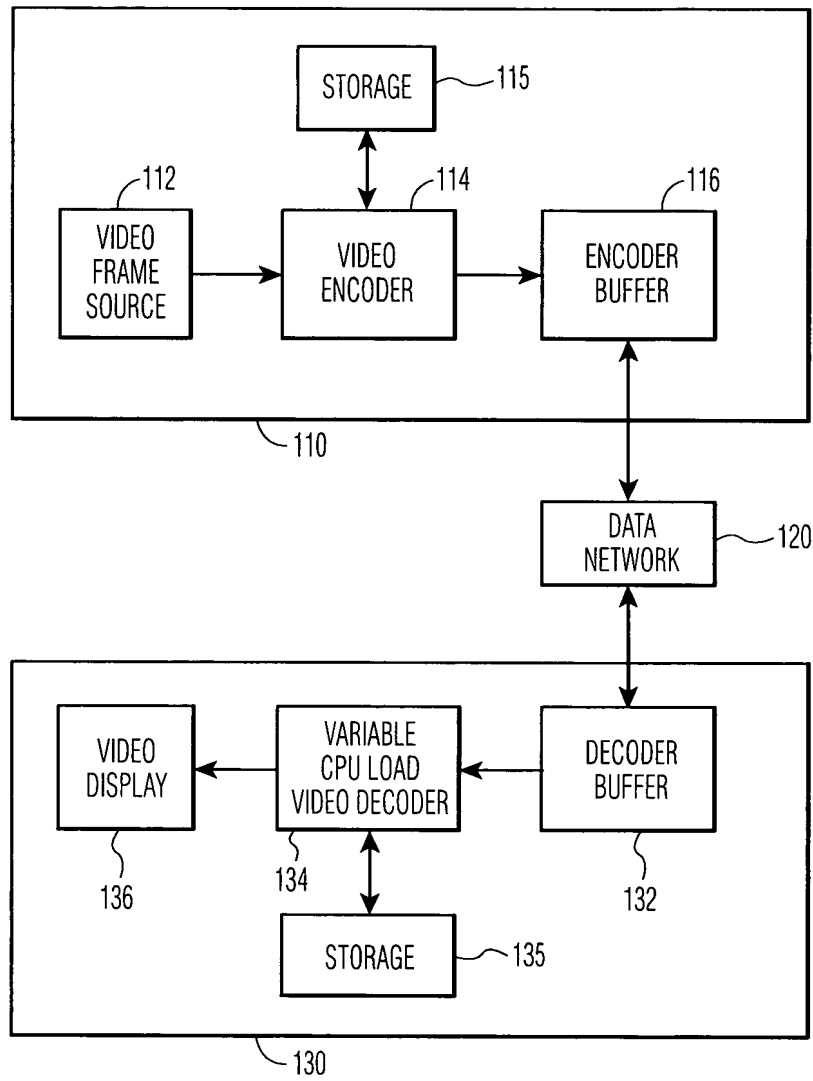 STORAGE
115
112
114
116
VIDEO
FRAME
SOURCE
VIDEO
ENCODER
ENCODER
BUFFER
110
DATA
NETWORK
120
VIDEO
DISPLAY
VARIABLE
CPU LOAD
VIDEO DECODER
DECODER
BUFFER
136
134
132
STORAGE
135
130